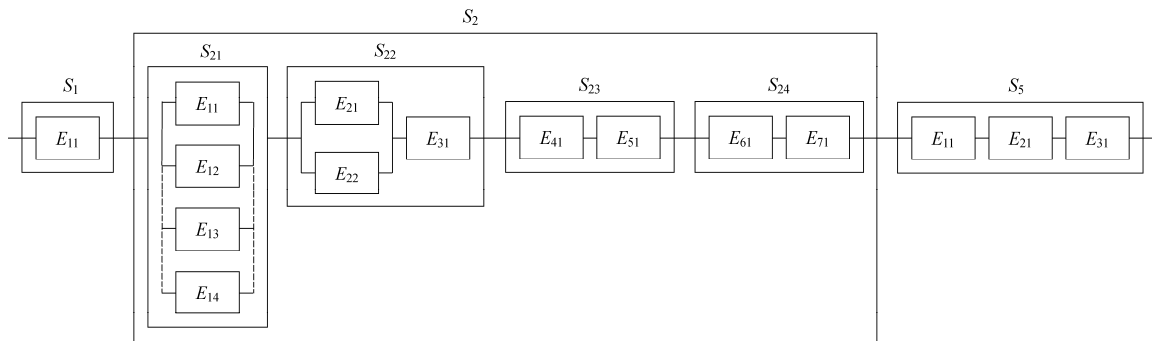 S2
S21 S22
S1 S23 S24 S5
E11 E21
E11 E31 E41 E51 E61 E71 E11 E21 E31
E12 E22
E13
E14